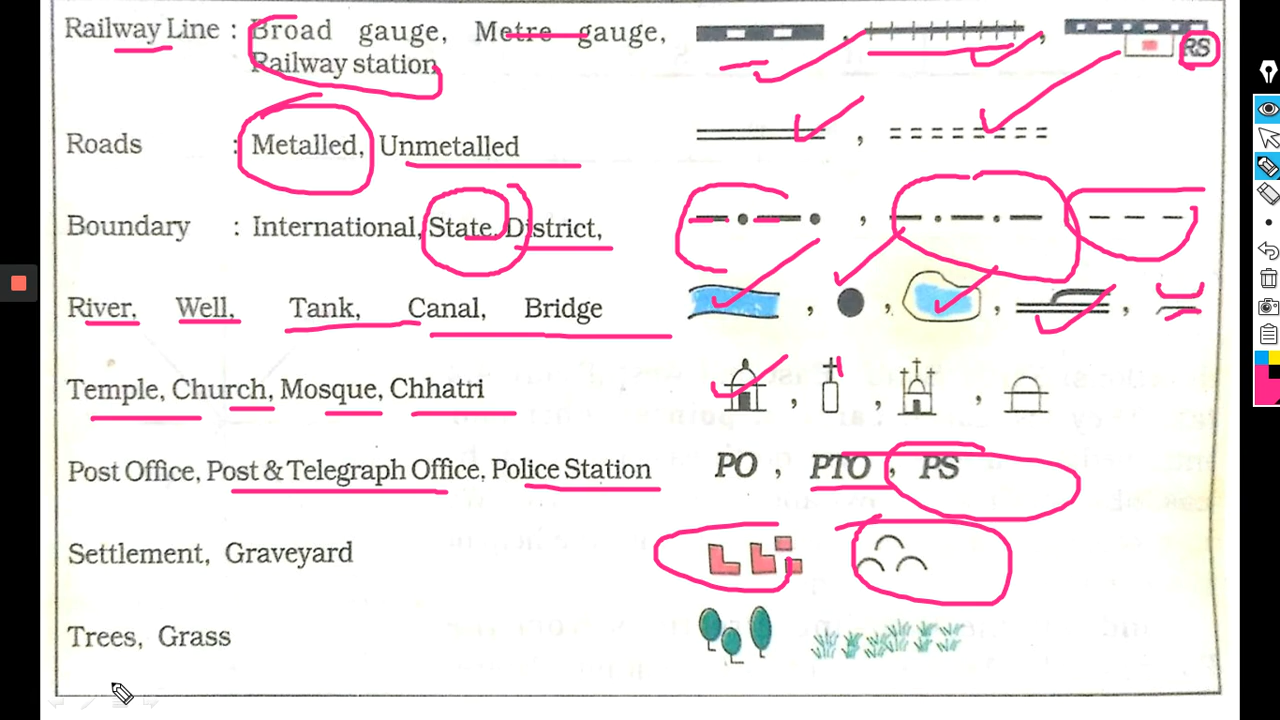 Railway Line : Broad gauge, Metre gauge,
Railway station
RS
Roads : Metalled, Unmetalled
Boundary : International, State, District,
River, Well, Tank, Canal, Bridge
Temple, Church, Mosque, Chhatri
Post Office, Post & Telegraph Office, Police Station PO , PTO , PS
Settlement, Graveyard
Trees, Grass